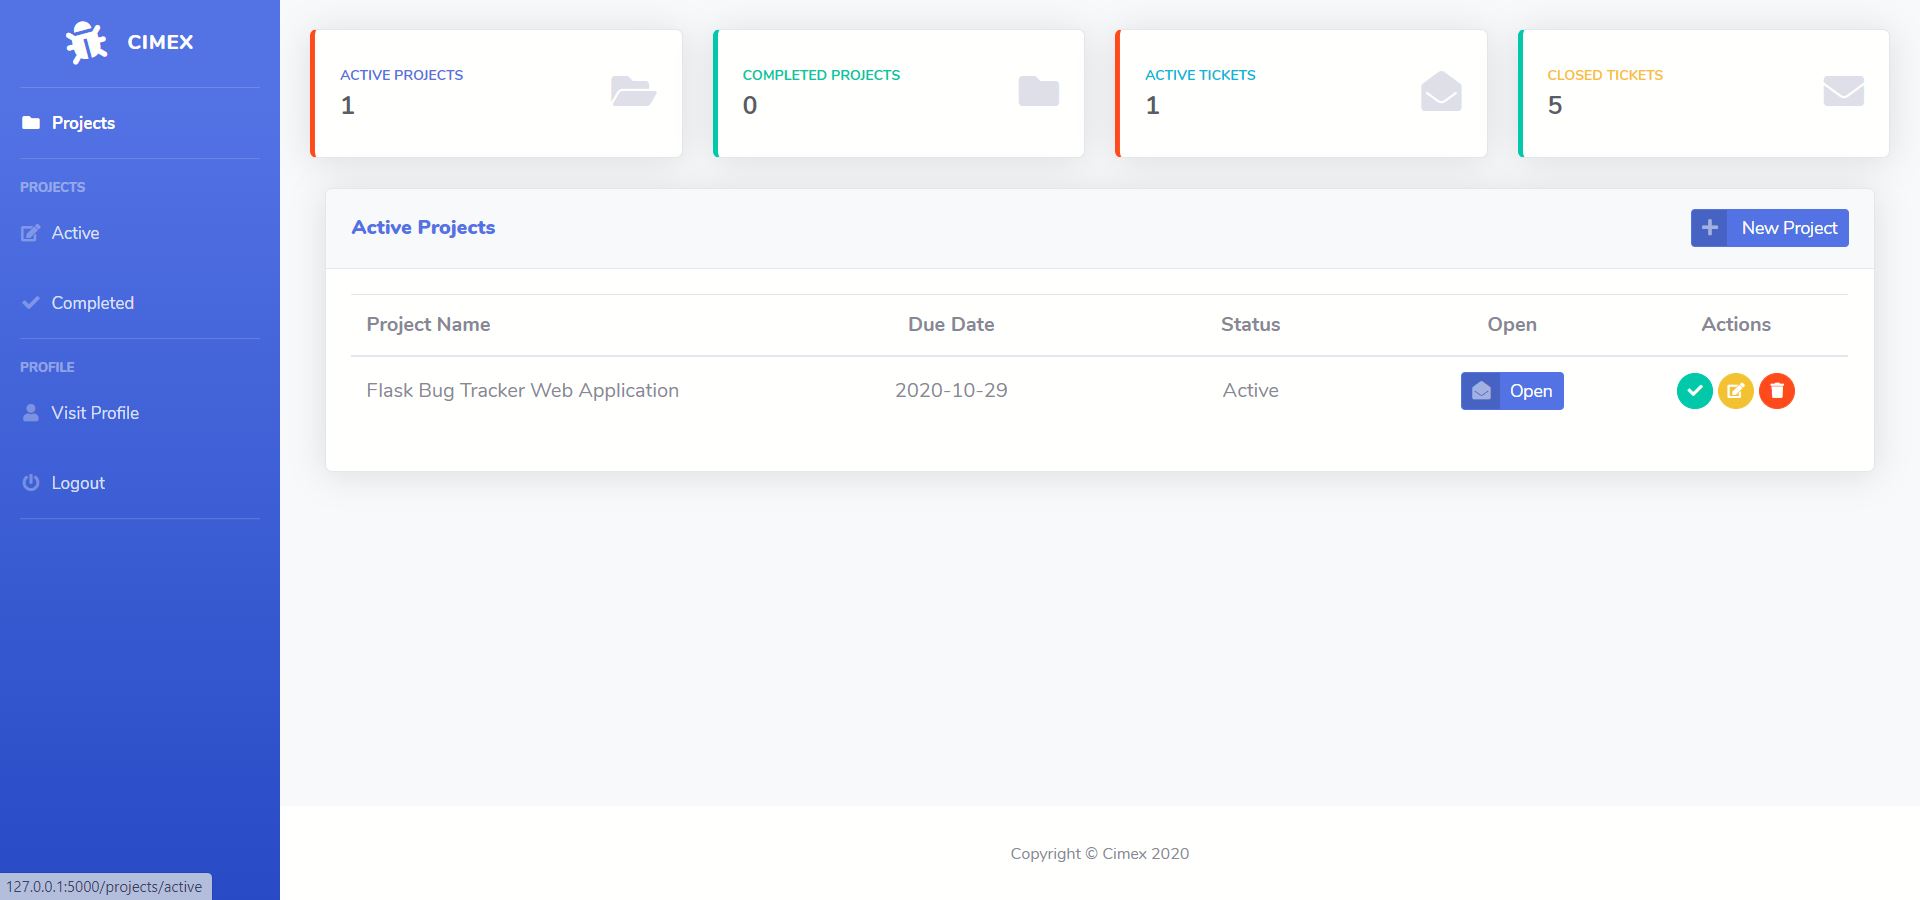 CIMEX
Projects
PROJECTS
Active
Completed
PROFILE
Visit Profile
Logout
ACTIVE PROJECTS
1
COMPLETED PROJECTS
0
ACTIVE TICKETS
1
CLOSED TICKETS
5
Active Projects
New Project
Project Name Due Date Status Open Actions
Flask Bug Tracker Web Application 2020-10-29 Active Open
Copyright © Cimex 2020
127.0.0.1:5000/projects/active